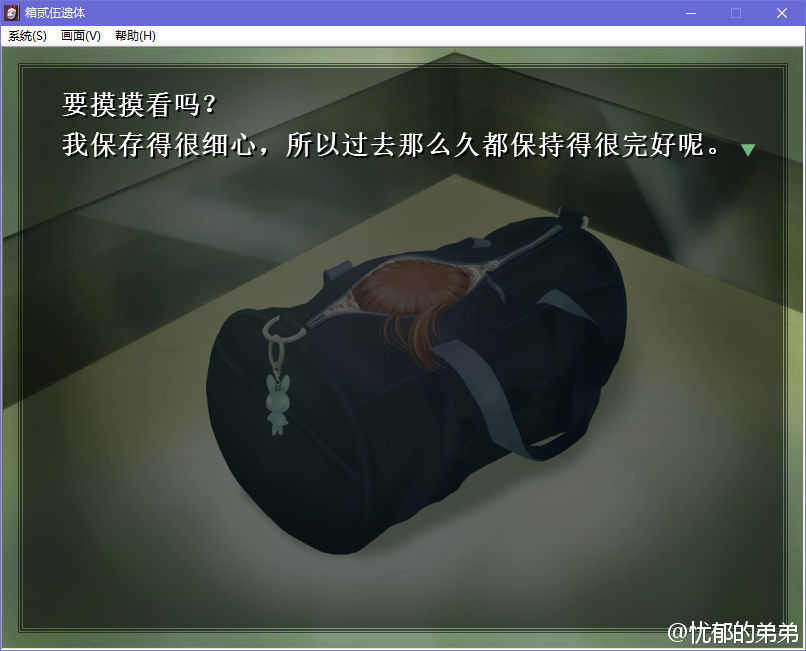 箱贰伍遗体
系统(S) 画面(V) 帮助(H)
要摸摸看吗？
我保存得很细心，所以过去那么久都保持得很完好呢。
@忧郁的弟弟